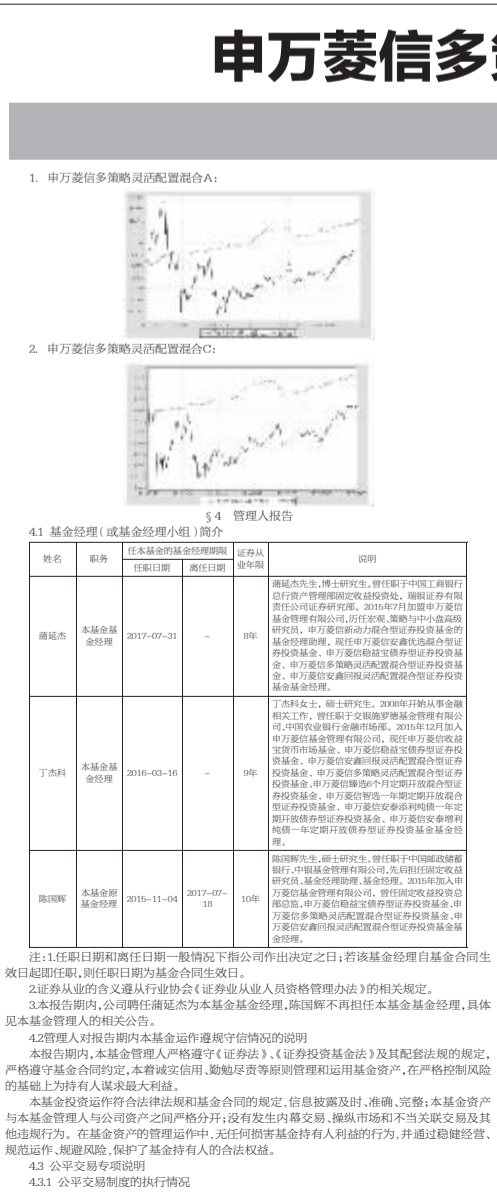 申万菱信多
1. 申万菱信多策略灵活配置混合A：
2. 申万菱信多策略灵活配置混合C：
§4 管理人报告
4.1 基金经理（或基金经理小组）简介
姓名 职务 任本基金的基金经理期限 证券从业年限 说明
任职日期 离任日期
蒲延杰 本基金基金经理 2017-07-31 - 8年
蒲延杰先生，博士研究生。曾任职于中国工商银行
总行资产管理部固定收益投资处，瑞银证券有限
责任公司证券研究部。2015年7月加盟申万菱信
基金管理有限公司，历任宏观、策略与中小盘高级
研究员，申万菱信新动力混合型证券投资基金的
基金经理助理，现任申万菱信安鑫优选混合型证
券投资基金、申万菱信稳益宝债券型证券投资基
金、申万菱信多策略灵活配置混合型证券投资基
金、申万菱信安鑫回报灵活配置混合型证券投资
基金基金经理。
丁杰科 本基金基金经理 2016-03-16 - 9年
丁杰科女士，硕士研究生。2008年开始从事金融
相关工作，曾任职于交银施罗德基金管理有限公
司、中国农业银行金融市场部。2015年12月加入
申万菱信基金管理有限公司，现任申万菱信收益
宝货币市场基金、申万菱信稳益宝债券型证券投
资基金、申万菱信安鑫回报灵活配置混合型证券
投资基金、申万菱信多策略灵活配置混合型证券
投资基金、申万菱信臻选6个月定期开放混合型证
券投资基金、申万菱信智选一年期定期开放混合
型证券投资基金、申万菱信安泰添利纯债一年定
期开放债券型证券投资基金、申万菱信安泰增利
纯债一年定期开放债券型证券投资基金基金经
理。
陈国辉 本基金原基金经理 2015-11-04 2017-07-18 10年
陈国辉先生，硕士研究生。曾任职于中国邮政储蓄
银行、中银基金管理有限公司，先后担任固定收益
研究员、基金经理助理、基金经理。2015年加入申
万菱信基金管理有限公司，曾任固定收益投资总
部总监，申万菱信稳益宝债券型证券投资基金、申
万菱信多策略灵活配置混合型证券投资基金、申
万菱信安鑫回报灵活配置混合型证券投资基金基
金经理。
注：1.任职日期和离任日期一般情况下指公司作出决定之日；若该基金经理自基金合同生
效日起即任职，则任职日期为基金合同生效日。
2.证券从业的含义遵从行业协会《证券业从业人员资格管理办法》的相关规定。
3.本报告期内，公司聘任蒲延杰为本基金基金经理，陈国辉不再担任本基金基金经理，具体
见本基金管理人的相关公告。
4.2管理人对报告期内本基金运作遵规守信情况的说明
本报告期内，本基金管理人严格遵守《证券法》、《证券投资基金法》及其配套法规的规定，
严格遵守基金合同约定，本着诚实信用、勤勉尽责等原则管理和运用基金资产，在严格控制风险
的基础上为持有人谋求最大利益。
本基金投资运作符合法律法规和基金合同的规定，信息披露及时、准确、完整；本基金资产
与本基金管理人与公司资产之间严格分开；没有发生内幕交易、操纵市场和不当关联交易及其
他违规行为。在基金资产的管理运作中，无任何损害基金持有人利益的行为，并通过稳健经营、
规范运作、规避风险，保护了基金持有人的合法权益。
4.3 公平交易专项说明
4.3.1 公平交易制度的执行情况